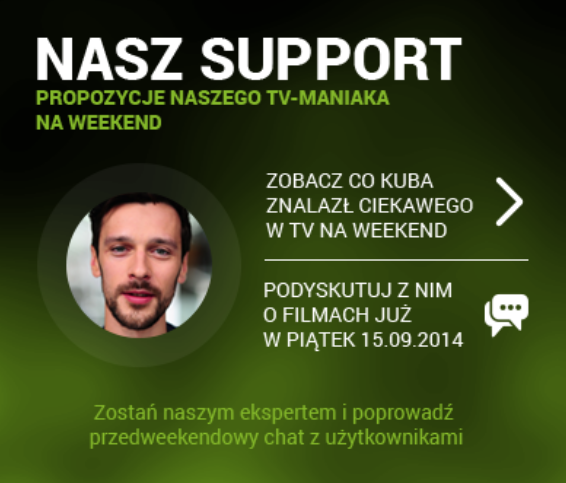 NASZ SUPPORT
PROPOZYCJE NASZEGO TV-MANIAKA
NA WEEKEND
ZOBACZ CO KUBA
ZNALAZŁ CIEKAWEGO
W TV NA WEEKEND
PODYSKUTUJ Z NIM
O FILMACH JUŻ
W PIĄTEK 15.09.2014
Zostań naszym ekspertem i poprowadź
przedweekendowy chat z użytkownikami